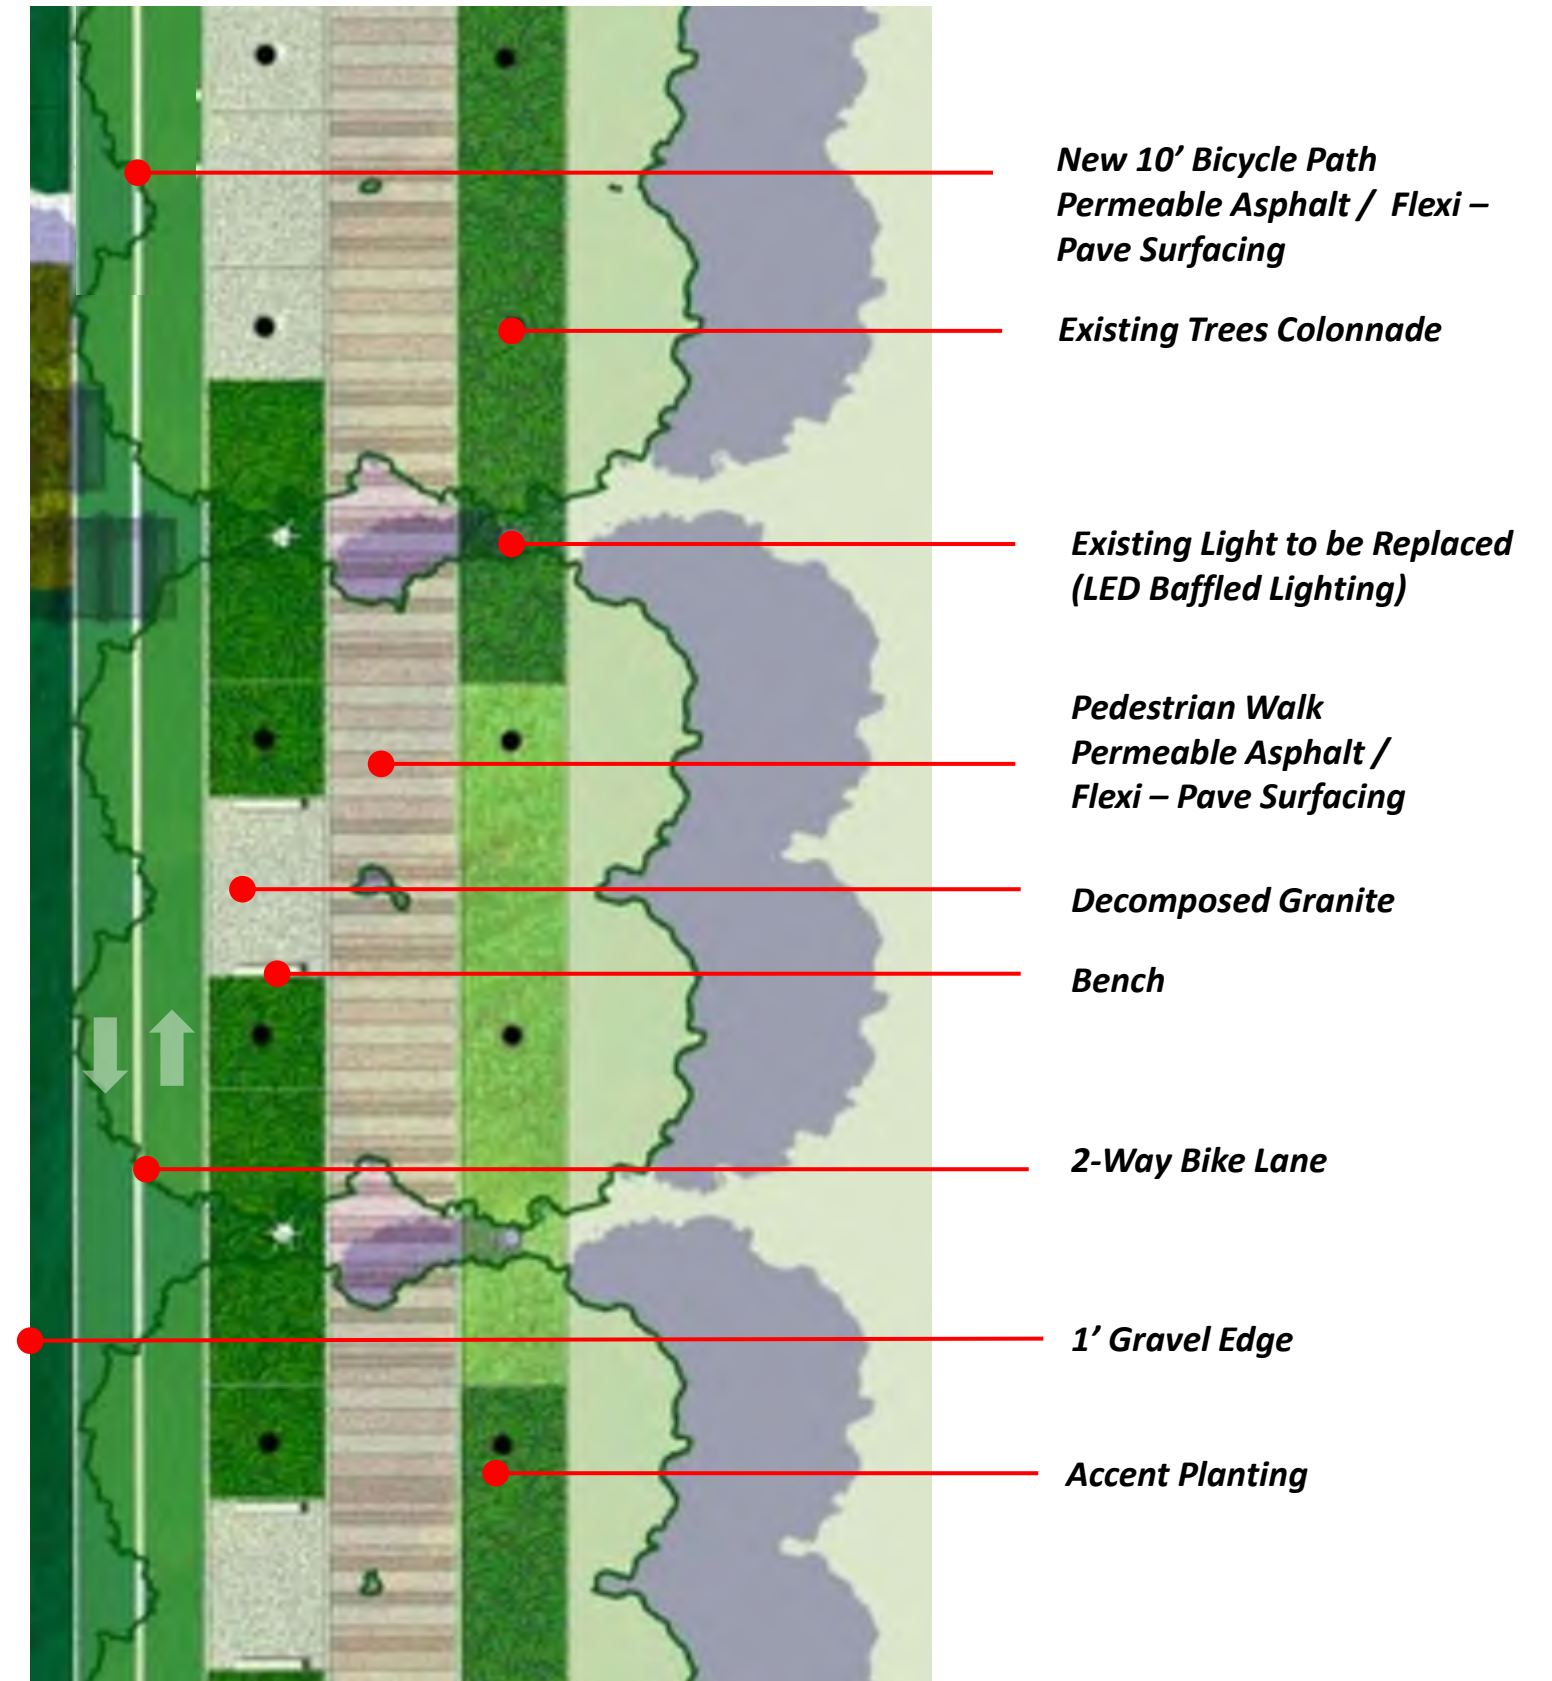 New 10’ Bicycle Path
Permeable Asphalt /  Flexi –
Pave Surfacing
Existing Trees Colonnade
Existing Light to be Replaced
(LED Baffled Lighting)
Pedestrian Walk
Permeable Asphalt /
Flexi – Pave Surfacing
Decomposed Granite
Bench
2-Way Bike Lane
1’ Gravel Edge
Accent Planting